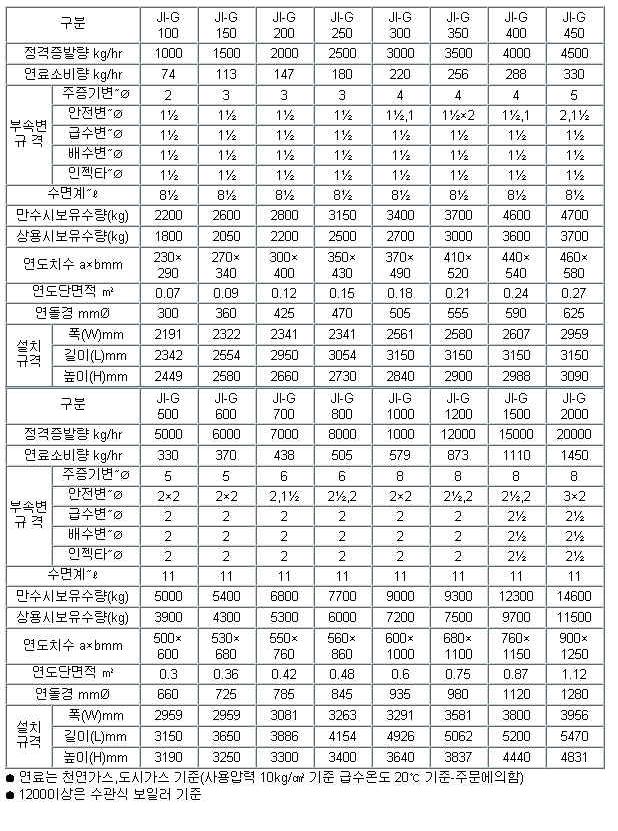 구분 JI-G 100 JI-G 150 JI-G 200 JI-G 250 JI-G 300 JI-G 350 JI-G 400 JI-G 450
정격증발량 kg/hr 1000 1500 2000 2500 3000 3500 4000 4500
연료소비량 kg/hr 74 113 147 180 220 256 288 330
부속변 규 격
주증기변˝Ø 2 3 3 3 4 4 4 5
안전변˝Ø 1½ 1½ 1½ 1½ 1½,1 1½×2 1½,1 2,1½
급수변˝Ø 1½ 1½ 1½ 1½ 1½ 1½ 1½ 1½
배수변˝Ø 1½ 1½ 1½ 1½ 1½ 1½ 1½ 1½
인젝타˝Ø 1½ 1½ 1½ 1½ 1½ 1½ 1½ 1½
수면계˝ℓ 8½ 8½ 8½ 8½ 8½ 8½ 8½ 8½
만수시보유수량(kg) 2200 2600 2800 3150 3400 3700 4600 4700
상용시보유수량(kg) 1800 2050 2200 2500 2700 3000 3600 3700
연도치수 a×bmm 230×290 270×340 300×400 350×430 370×490 410×520 440×540 460×580
연도단면적 ㎡ 0.07 0.09 0.12 0.15 0.18 0.21 0.24 0.27
연돌경 mmØ 300 360 425 470 505 555 590 625
설치 규격
폭(W)mm 2191 2322 2341 2341 2561 2580 2607 2959
길이(L)mm 2342 2554 2950 3054 3150 3150 3150 3150
높이(H)mm 2449 2580 2660 2730 2840 2900 2988 3090
구분 JI-G 500 JI-G 600 JI-G 700 JI-G 800 JI-G 1000 JI-G 1200 JI-G 1500 JI-G 2000
정격증발량 kg/hr 5000 6000 7000 8000 1000 12000 15000 20000
연료소비량 kg/hr 330 370 438 505 579 873 1110 1450
부속변 규 격
주증기변˝Ø 5 5 6 6 8 8 8 8
안전변˝Ø 2×2 2×2 2,1½ 2½,2 2×2 2½,2 2½,2 3×2
급수변˝Ø 2 2 2 2 2 2 2½ 2½
배수변˝Ø 2 2 2 2 2 2 2½ 2½
인젝타˝Ø 2 2 2 2 2 2 2½ 2½
수면계˝ℓ 11 11 11 11 11 11 11 11
만수시보유수량(kg) 5000 5400 6800 7700 9000 9300 12300 14600
상용시보유수량(kg) 3900 4300 5300 6000 7200 7500 9700 11500
연도치수 a×bmm 500×600 530×680 550×760 560×860 600×1000 680×1100 760×1150 900×1250
연도단면적 ㎡ 0.3 0.36 0.42 0.48 0.6 0.75 0.87 1.12
연돌경 mmØ 660 725 785 845 935 980 1120 1280
설치 규격
폭(W)mm 2959 2959 3081 3263 3291 3581 3800 3956
길이(L)mm 3150 3650 3886 4154 4926 5062 5200 5470
높이(H)mm 3190 3250 3300 3400 3640 3837 4440 4831
● 연료는 천연가스,도시가스 기준(사용압력 10kg/㎠ 기준 급수온도 20℃ 기준-주문에의함)
● 12000이상은 수관식 보일러 기준